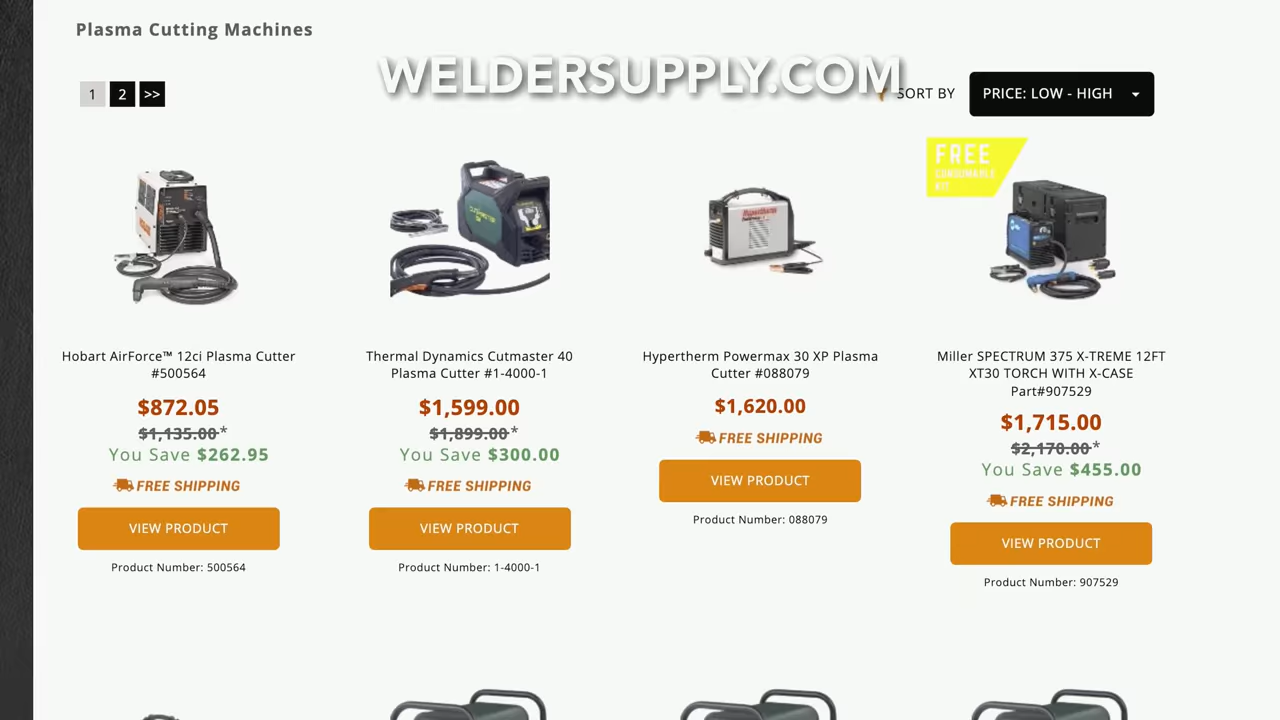 Plasma Cutting Machines
WELDERSUPPLY.COM
1 2 >>
SORT BY
PRICE: LOW - HIGH
FREE
CONSUMABLE
KIT
Hobart AirForce™ 12ci Plasma Cutter
#500564
$872.05
$1,135.00*
You Save $262.95
FREE SHIPPING
VIEW PRODUCT
Product Number: 500564
Thermal Dynamics Cutmaster 40
Plasma Cutter #1-4000-1
$1,599.00
$1,899.00*
You Save $300.00
FREE SHIPPING
VIEW PRODUCT
Product Number: 1-4000-1
Hypertherm Powermax 30 XP Plasma
Cutter #088079
$1,620.00
FREE SHIPPING
VIEW PRODUCT
Product Number: 088079
Miller SPECTRUM 375 X-TREME 12FT
XT30 TORCH WITH X-CASE
Part#907529
$1,715.00
$2,170.00*
You Save $455.00
FREE SHIPPING
VIEW PRODUCT
Product Number: 907529